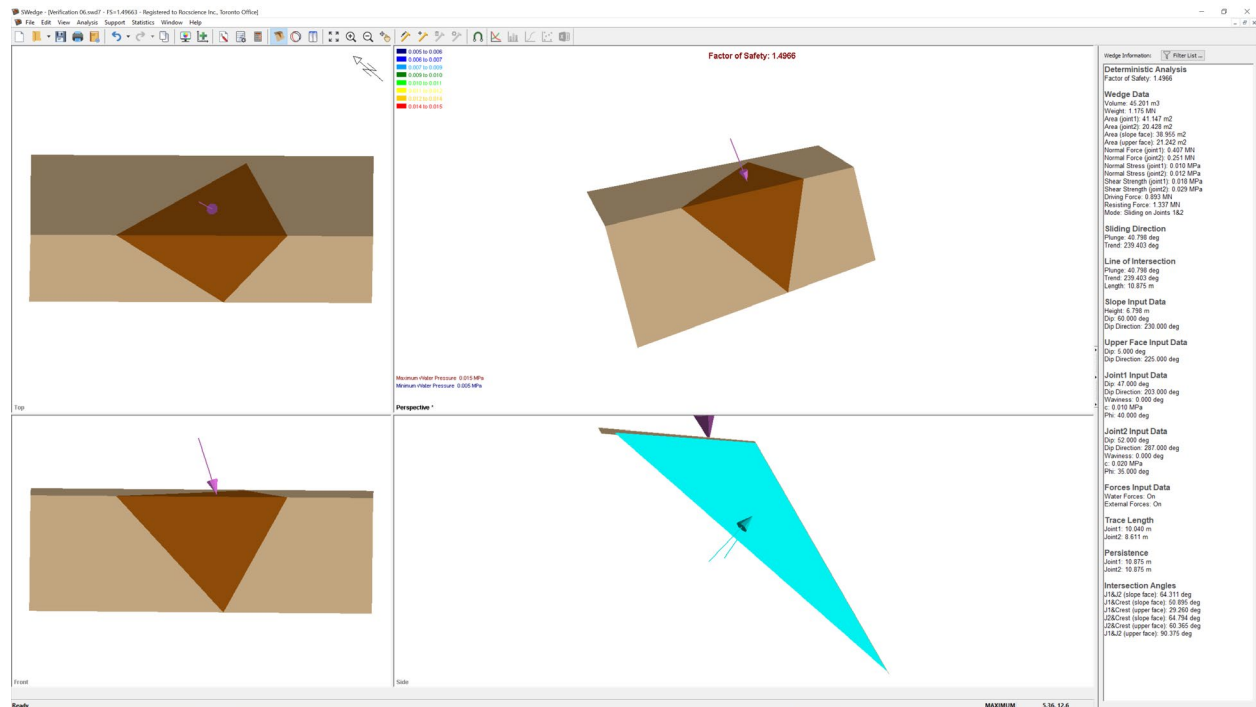 SWedge - [Verification 06.swd7 - FS=1.49663 - Registered to Rocscience Inc., Toronto Office]
File Edit View Analysis Support Statistics Window Help
0.005 to 0.006
0.006 to 0.007
0.007 to 0.009
0.009 to 0.010
0.010 to 0.011
0.013 to 0.014
0.014 to 0.015
Factor of Safety: 1.4966
Maximum Water Pressure: 0.015 MPa
Minimum Water Pressure: 0.005 MPa
Top
Perspective *
Front
Side
Wedge Information:
Filter List ...
Deterministic Analysis
Factor of Safety: 1.4966
Wedge Data
Volume: 45.201 m3
Weight: 1.175 MN
Area (joint1): 41.147 m2
Area (joint2): 20.428 m2
Area (slope face): 38.955 m2
Area (upper face): 21.242 m2
Normal Force (joint1): 0.407 MN
Normal Force (joint2): 0.251 MN
Normal Stress (joint1): 0.010 MPa
Normal Stress (joint2): 0.012 MPa
Shear Strength (joint1): 0.018 MPa
Shear Strength (joint2): 0.029 MPa
Driving Force: 0.893 MN
Resisting Force: 1.337 MN
Mode: Sliding on Joints 1&2
Sliding Direction
Plunge: 40.798 deg
Trend: 239.403 deg
Line of Intersection
Plunge: 40.798 deg
Trend: 239.403 deg
Length: 10.875 m
Slope Input Data
Height: 6.798 m
Dip: 60.000 deg
Dip Direction: 230.000 deg
Upper Face Input Data
Dip: 5.000 deg
Dip Direction: 225.000 deg
Joint1 Input Data
Dip: 47.000 deg
Dip Direction: 203.000 deg
Waviness: 0.000 deg
c: 0.010 MPa
Phi: 40.000 deg
Joint2 Input Data
Dip: 52.000 deg
Dip Direction: 287.000 deg
Waviness: 0.000 deg
c: 0.020 MPa
Phi: 35.000 deg
Forces Input Data
Water Forces: On
External Forces: On
Trace Length
Joint1: 10.040 m
Joint2: 8.611 m
Persistence
Joint1: 10.875 m
Joint2: 10.875 m
Intersection Angles
J1&J2 (slope face): 64.311 deg
J1&Crest (slope face): 50.895 deg
J1&Crest (upper face): 29.260 deg
J2&Crest (slope face): 64.794 deg
J2&Crest (upper face): 60.365 deg
J1&J2 (upper face): 90.375 deg
Ready
MAXIMUM
5.36, 12.6